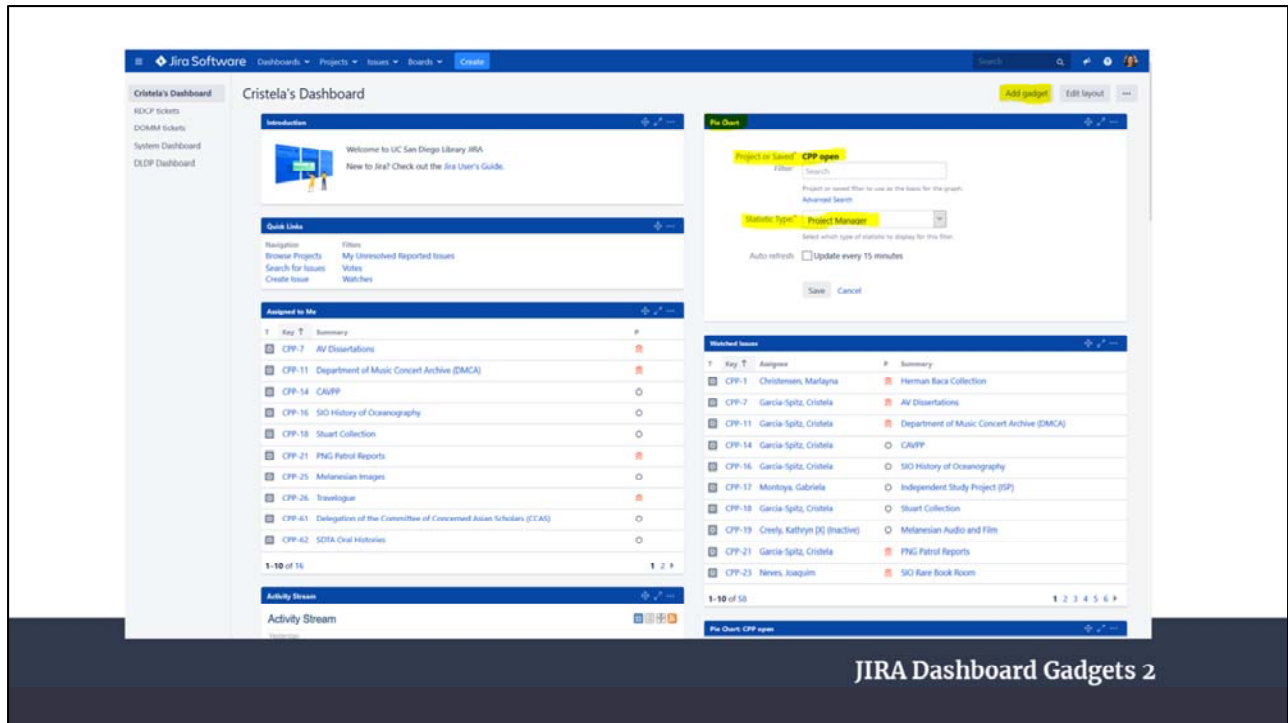 Jira Software Dashboards Projects Issues Boards Create Search
Cristela's Dashboard
RDCP tickets
DOMM tickets
System Dashboard
DLDP Dashboard
Cristela's Dashboard
Add gadget Edit layout
Introduction
Welcome to UC San Diego Library JIRA
New to Jira? Check out the Jira User's Guide.
Quick Links
Navigation Filters
Browse Projects My Unresolved Reported Issues
Search for Issues Votes
Create Issue Watches
Assigned to Me
T Key ↑ Summary P
CPP-7 AV Dissertations
CPP-11 Department of Music Concert Archive (DMCA)
CPP-14 CAVPP
CPP-16 SIO History of Oceanography
CPP-18 Stuart Collection
CPP-21 PNG Patrol Reports
CPP-25 Melanesian Images
CPP-26 Travelogue
CPP-61 Delegation of the Committee of Concerned Asian Scholars (CCAS)
CPP-62 SDTA Oral Histories
1-10 of 16 1 2
Activity Stream
Activity Stream
Yesterday
Pie Chart
Project or Saved* CPP open
Filter Search
Project or saved filter to use as the basis for the graph.
Advanced Search
Statistic Type* Project Manager
Select which type of statistic to display for this filter.
Auto refresh Update every 15 minutes
Save Cancel
Watched Issues
T Key ↑ Assignee P Summary
CPP-1 Christensen, Marlayna Herman Baca Collection
CPP-7 Garcia-Spitz, Cristela AV Dissertations
CPP-11 Garcia-Spitz, Cristela Department of Music Concert Archive (DMCA)
CPP-14 Garcia-Spitz, Cristela CAVPP
CPP-16 Garcia-Spitz, Cristela SIO History of Oceanography
CPP-17 Montoya, Gabriela Independent Study Project (ISP)
CPP-18 Garcia-Spitz, Cristela Stuart Collection
CPP-19 Creely, Kathryn [X] (Inactive) Melanesian Audio and Film
CPP-21 Garcia-Spitz, Cristela PNG Patrol Reports
CPP-23 Neves, Joaquim SIO Rare Book Room
1-10 of 58 1 2 3 4 5 6
Pie Chart: CPP open
JIRA Dashboard Gadgets 2